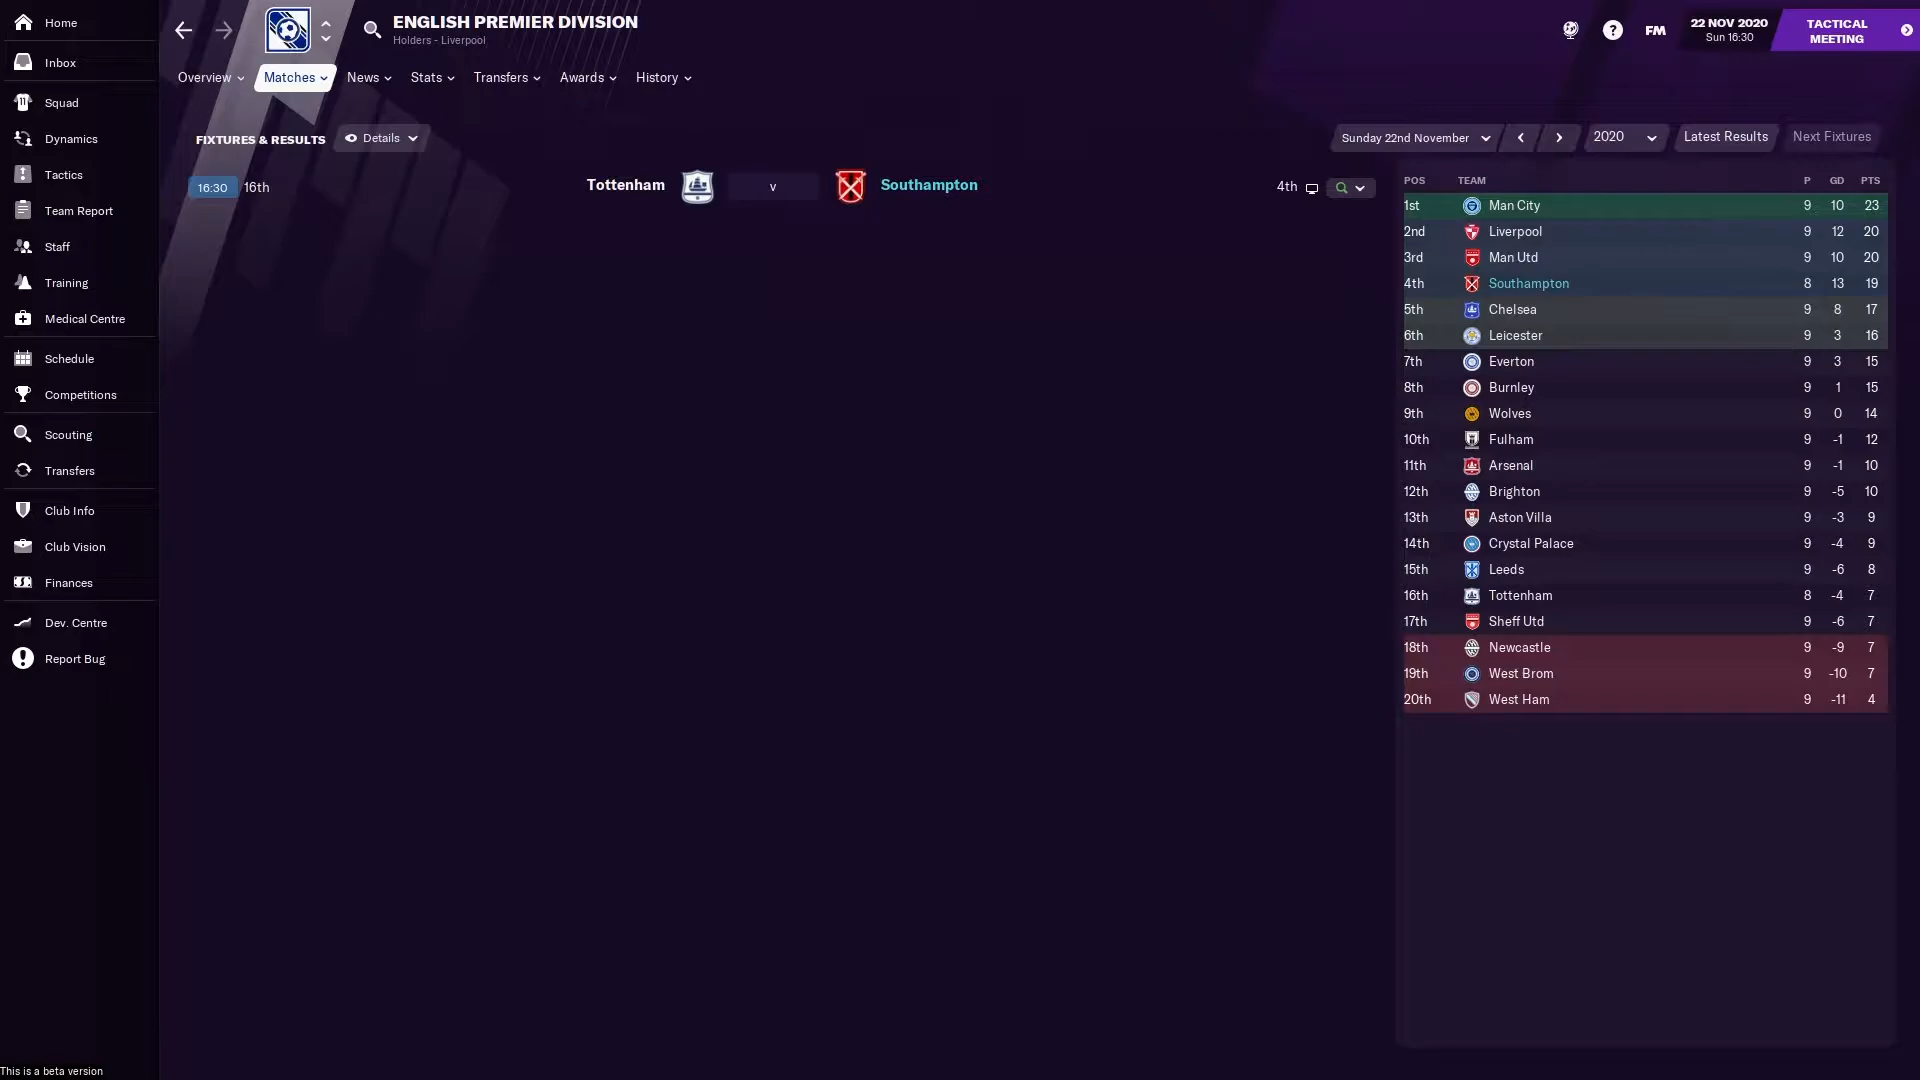 Home
Inbox
Squad
Dynamics
Tactics
Team Report
Staff
Training
Medical Centre
Schedule
Competitions
Scouting
Transfers
Club Info
Club Vision
Finances
Dev. Centre
Report Bug
This is a beta version
ENGLISH PREMIER DIVISION
Holders - Liverpool
FM
22 NOV 2020
Sun 16:30
TACTICAL
MEETING
Overview Matches News Stats Transfers Awards History
FIXTURES & RESULTS Details
Sunday 22nd November 2020 Latest Results Next Fixtures
16:30 16th Tottenham v Southampton 4th
POS TEAM P GD PTS
1st Man City 9 10 23
2nd Liverpool 9 12 20
3rd Man Utd 9 10 20
4th Southampton 8 13 19
5th Chelsea 9 8 17
6th Leicester 9 3 16
7th Everton 9 3 15
8th Burnley 9 1 15
9th Wolves 9 0 14
10th Fulham 9 -1 12
11th Arsenal 9 -1 10
12th Brighton 9 -5 10
13th Aston Villa 9 -3 9
14th Crystal Palace 9 -4 9
15th Leeds 9 -6 8
16th Tottenham 8 -4 7
17th Sheff Utd 9 -6 7
18th Newcastle 9 -9 7
19th West Brom 9 -10 7
20th West Ham 9 -11 4